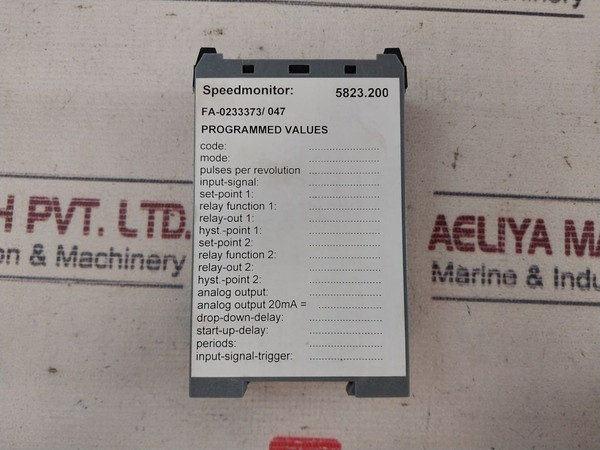 Machinery
Speedmonitor: 5823.200
FA-0233373/ 047
PROGRAMMED VALUES
code: ......................
mode: ......................
pulses per revolution ......................
input-signal: ......................
set-point 1: ......................
relay function 1: ......................
relay-out 1: ......................
hyst.-point 1: ......................
set-point 2: ......................
relay function 2: ......................
relay-out 2: ......................
hyst.-point 2: ......................
analog output: ......................
analog output 20mA = ....................
drop-down-delay: ......................
start-up-delay: ......................
periods: ......................
input-signal-trigger: ......................
H PVT. LTD.
on & Machinery
AELIYA MA
Marine & Indu